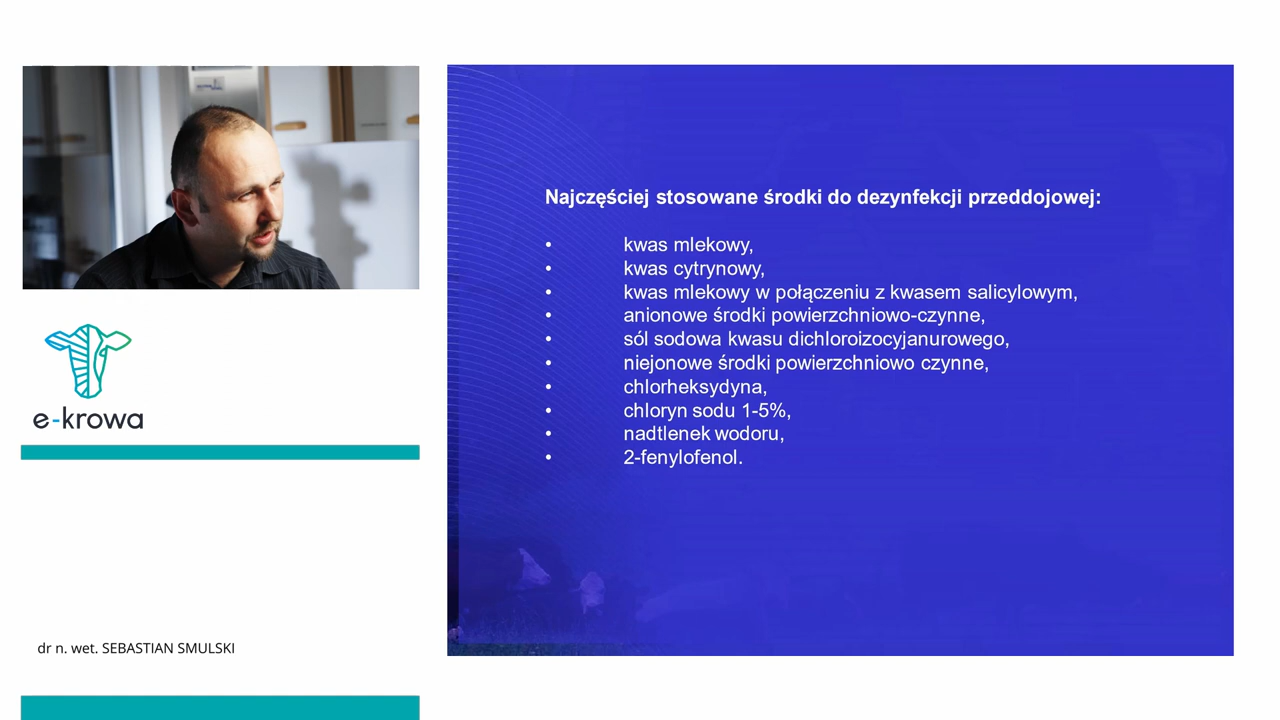 e-krowa
dr n. wet. SEBASTIAN SMULSKI
Najczęściej stosowane środki do dezynfekcji przeddojowej:
• kwas mlekowy,
• kwas cytrynowy,
• kwas mlekowy w połączeniu z kwasem salicylowym,
• anionowe środki powierzchniowo-czynne,
• sól sodowa kwasu dichloroizocyjanurowego,
• niejonowe środki powierzchniowo czynne,
• chlorheksydyna,
• chloryn sodu 1-5%,
• nadtlenek wodoru,
• 2-fenylofenol.